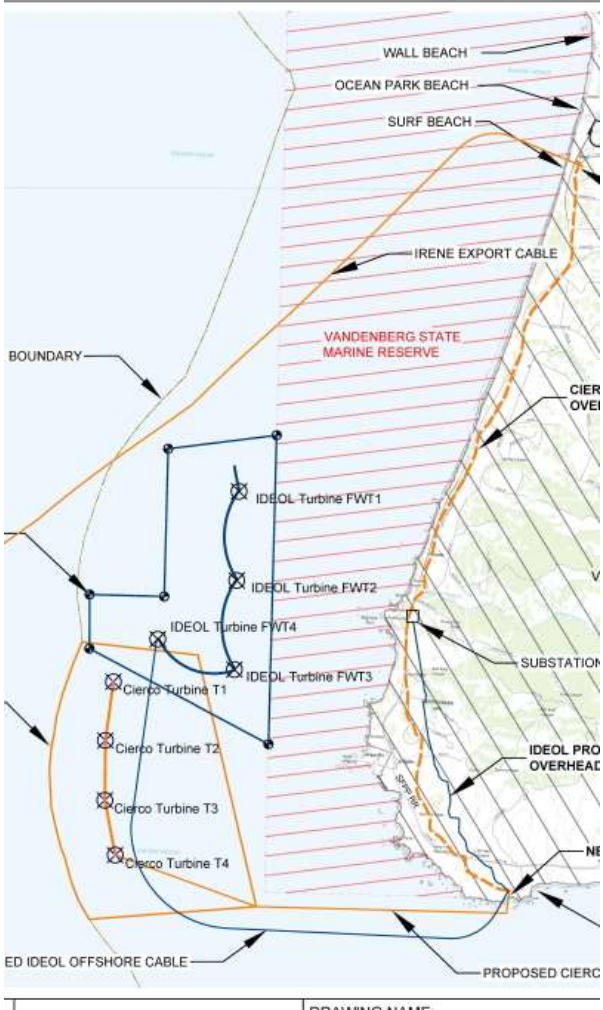 WALL BEACH
OCEAN PARK BEACH
SURF BEACH
IRENE EXPORT CABLE
VANDENBERG STATE
MARINE RESERVE
BOUNDARY
CIER
OVE
IDEOL Turbine FWT1
IDEOL Turbine FWT2
IDEOL Turbine FWT4
SUBSTATION
IDEOL Turbine FWT3
Cierco Turbine T1
Cierco Turbine T2
IDEOL PRO
OVERHEAD
SPRR
Cierco Turbine T3
NE
Cierco Turbine T4
ED IDEOL OFFSHORE CABLE
PROPOSED CIERC
DRAWING NAME: